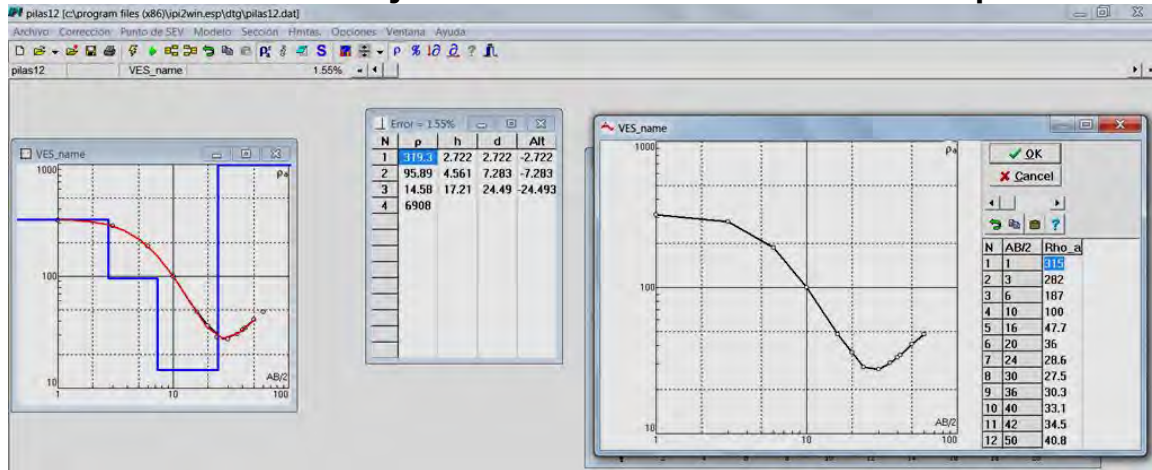 pilas12 [c:\program files (x86)\ipi2win.esp\dtg\pilas12.dat]
Archivo Corrección Punto de SEV Modelo Sección Hmtas. Opciones Ventana Ayuda
pilas12 VES_name 1.55%
VES_name
1000
ρa
100
10
AB/2
1 10 100
Error = 1.55%
N ρ h d Alt
1 319.3 2.722 2.722 -2.722
2 95.89 4.561 7.283 -7.283
3 14.58 17.21 24.49 -24.493
4 6908
VES_name
1000
ρa
100
10
AB/2
1 10 100
OK
Cancel
N AB/2 Rho_a
1 1 315
2 3 282
3 6 187
4 10 100
5 16 47.7
6 20 36
7 24 28.6
8 30 27.5
9 36 30.3
10 40 33.1
11 42 34.5
12 50 40.8